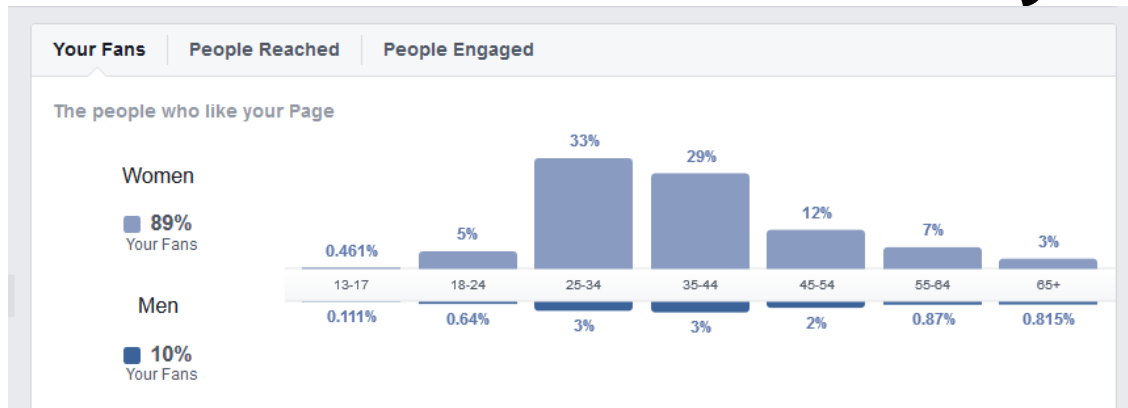 Your Fans People Reached People Engaged
The people who like your Page
Women
89%
Your Fans
0.461% 5% 33% 29% 12% 7% 3%
13-17 18-24 25-34 35-44 45-54 55-64 65+
0.111% 0.64% 3% 3% 2% 0.87% 0.815%
Men
10%
Your Fans